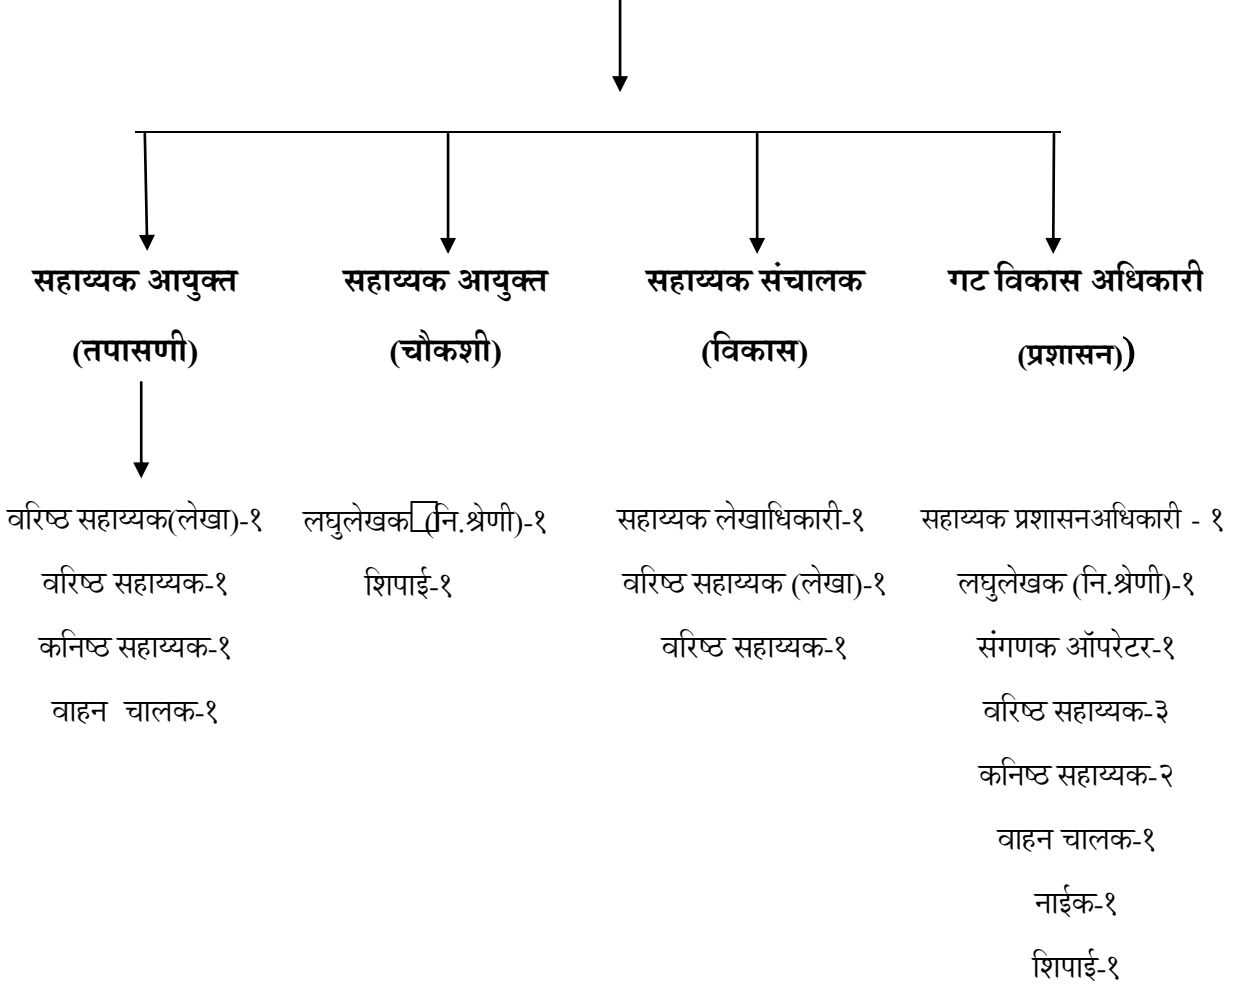 सहाय्यक आयुक्त
(तपासणी)
वरिष्ठ सहाय्यक(लेखा)-१
वरिष्ठ सहाय्यक-१
कनिष्ठ सहाय्यक-१
वाहन चालक-१
सहाय्यक आयुक्त
(चौकशी)
लघुलेखक (नि.श्रेणी)-१
शिपाई-१
सहाय्यक संचालक
(विकास)
सहाय्यक लेखाधिकारी-१
वरिष्ठ सहाय्यक (लेखा)-१
वरिष्ठ सहाय्यक-१
गट विकास अधिकारी
(प्रशासन))
सहाय्यक प्रशासनअधिकारी - १
लघुलेखक (नि.श्रेणी)-१
संगणक ऑपरेटर-१
वरिष्ठ सहाय्यक-३
कनिष्ठ सहाय्यक-२
वाहन चालक-१
नाईक-१
शिपाई-१